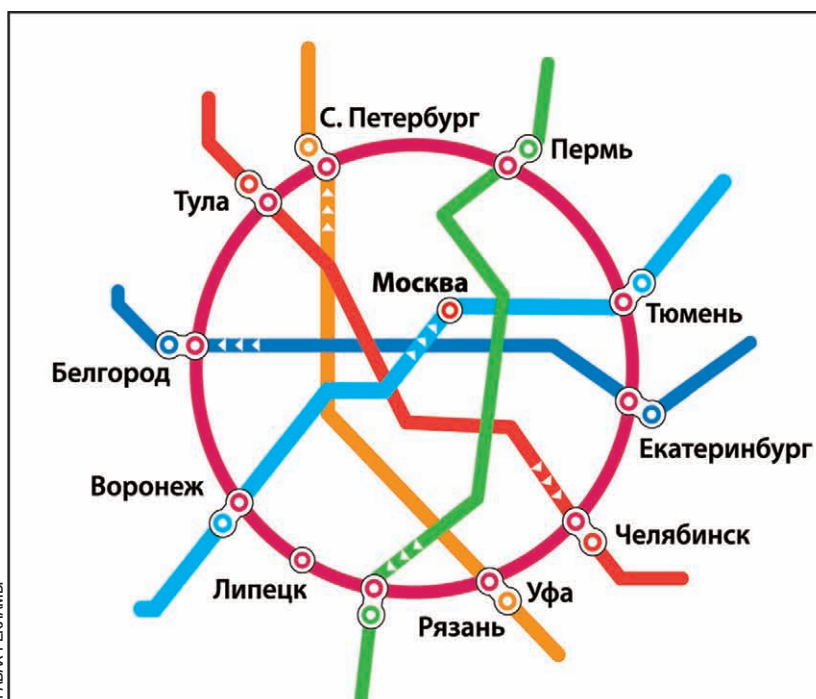 С. Петербург
Пермь
Тула
Москва
Тюмень
Белгород
Екатеринбург
Воронеж
Челябинск
Липецк
Уфа
Рязань